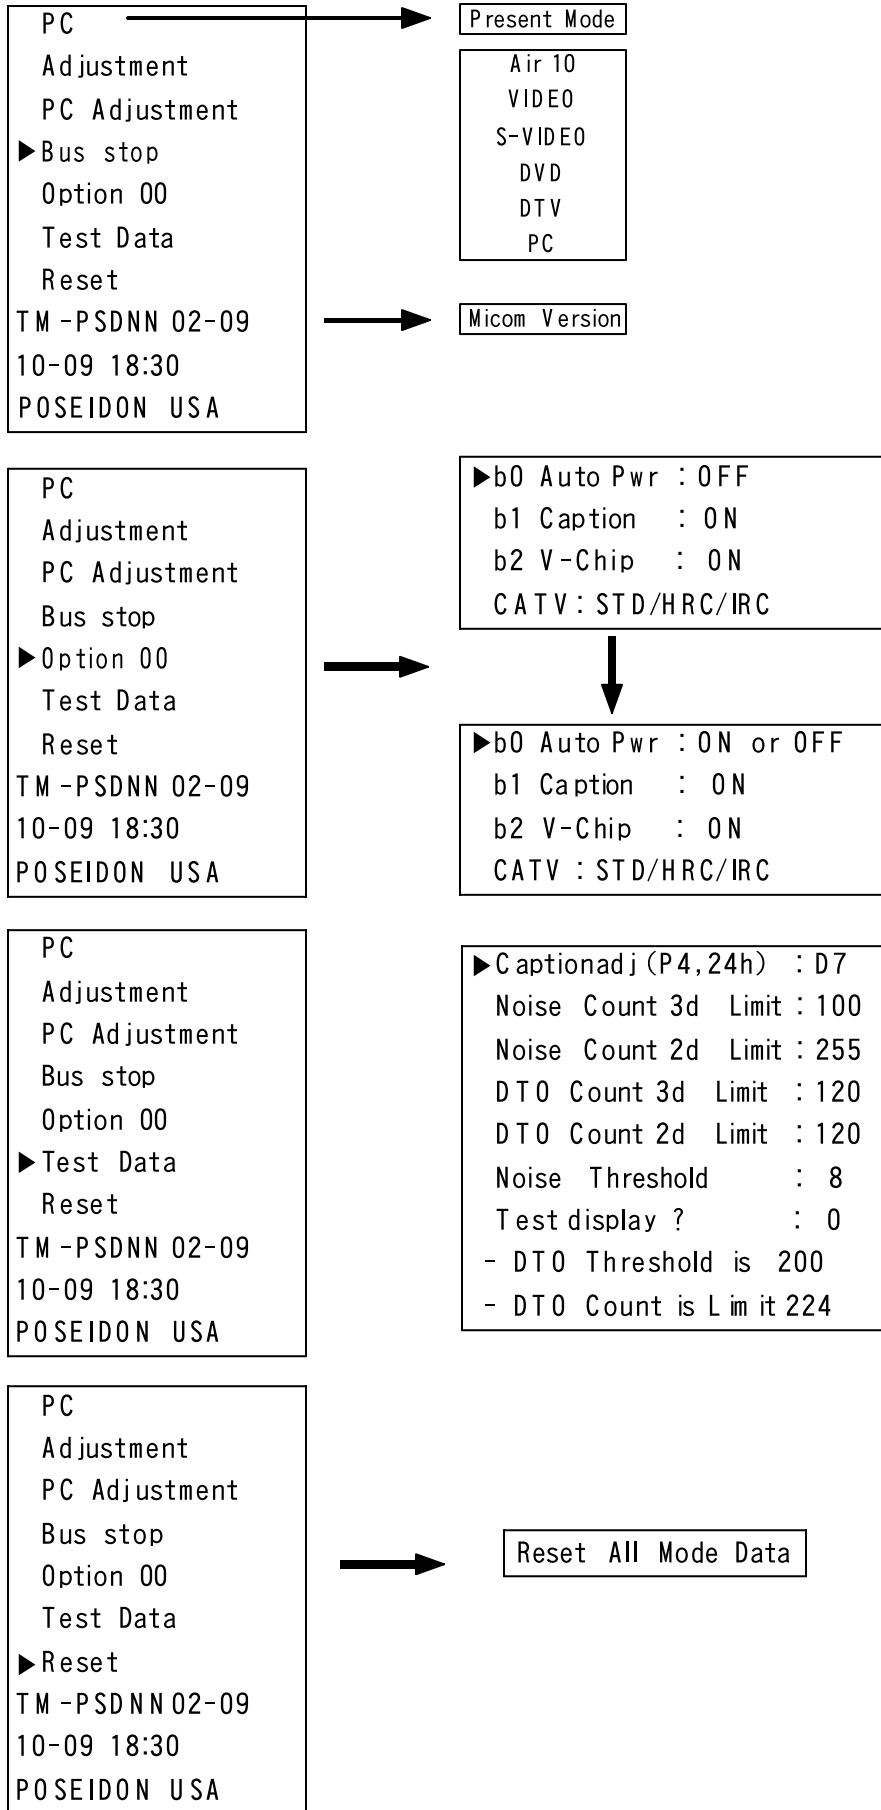 PC
Adjustment
PC Adjustment
▶Bus stop
Option 00
Test Data
Reset
TM-PSDNN 02-09
10-09 18:30
POSEIDON USA
Present Mode
Air 10
VIDEO
S-VIDEO
DVD
DTV
PC
Micom Version
PC
Adjustment
PC Adjustment
Bus stop
▶Option 00
Test Data
Reset
TM-PSDNN 02-09
10-09 18:30
POSEIDON USA
▶b0 Auto Pwr : OFF
b1 Caption : ON
b2 V-Chip : ON
CATV : STD/HRC/IRC
▶b0 Auto Pwr : ON or OFF
b1 Caption : ON
b2 V-Chip : ON
CATV : STD/HRC/IRC
PC
Adjustment
PC Adjustment
Bus stop
Option 00
▶Test Data
Reset
TM-PSDNN 02-09
10-09 18:30
POSEIDON USA
▶Captionadj(P4,24h) : D7
Noise Count 3d Limit : 100
Noise Count 2d Limit : 255
DTO Count 3d Limit : 120
DTO Count 2d Limit : 120
Noise Threshold : 8
Test display ? : 0
- DTO Threshold is 200
- DTO Count is Limit 224
PC
Adjustment
PC Adjustment
Bus stop
Option 00
Test Data
▶Reset
TM-PSDNN 02-09
10-09 18:30
POSEIDON USA
Reset All Mode Data